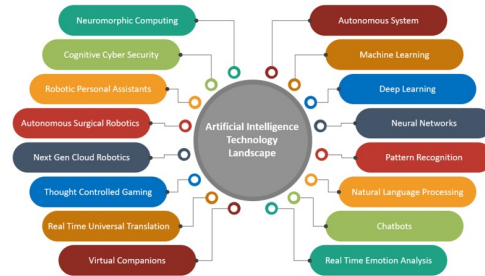 Neuromorphic Computing
Autonomous System
Cognitive Cyber Security
Machine Learning
Robotic Personal Assistants
Deep Learning
Autonomous Surgical Robotics
Artificial Intelligence
Technology
Landscape
Neural Networks
Next Gen Cloud Robotics
Pattern Recognition
Thought Controlled Gaming
Natural Language Processing
Real Time Universal Translation
Chatbots
Virtual Companions
Real Time Emotion Analysis